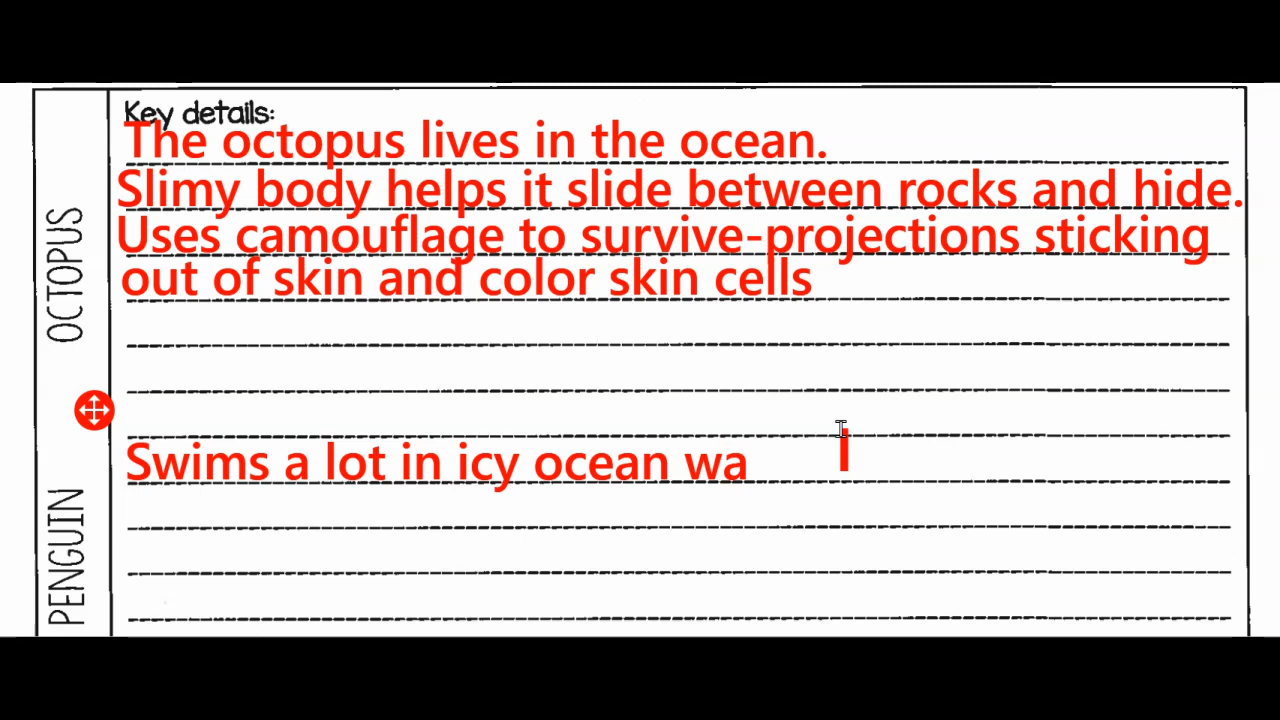 Key details:
The octopus lives in the ocean.
Slimy body helps it slide between rocks and hide.
Uses camouflage to survive-projections sticking
out of skin and color skin cells
OCTOPUS
Swims a lot in icy ocean wa
PENGUIN